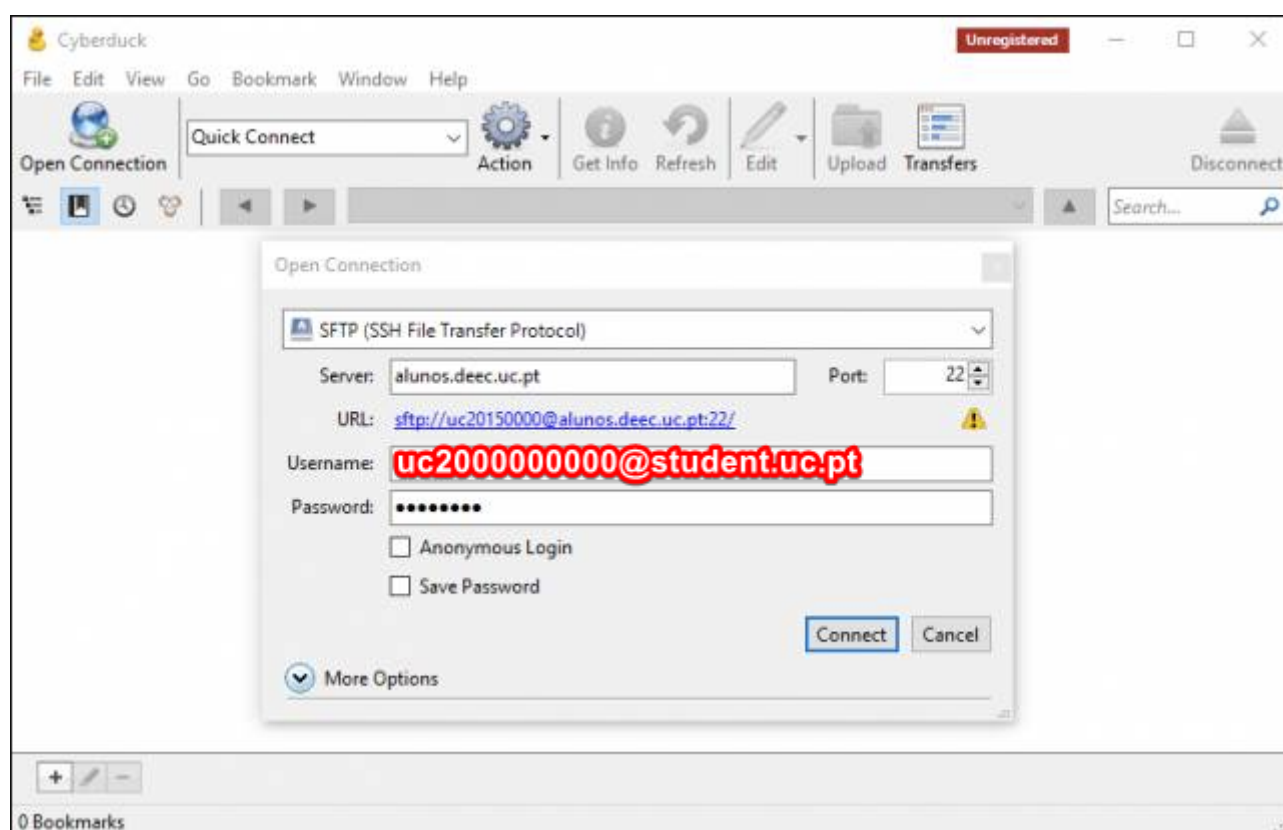 Cyberduck
Unregistered
File Edit View Go Bookmark Window Help
Open Connection
Quick Connect
Action
Get Info
Refresh
Edit
Upload
Transfers
Disconnect
Search...
Open Connection
SFTP (SSH File Transfer Protocol)
Server: alunos.deec.uc.pt Port: 22
URL: sftp://uc20150000@alunos.deec.uc.pt:22/
Username: uc2000000000@student.uc.pt
Password: ••••••••
Anonymous Login
Save Password
Connect Cancel
More Options
0 Bookmarks